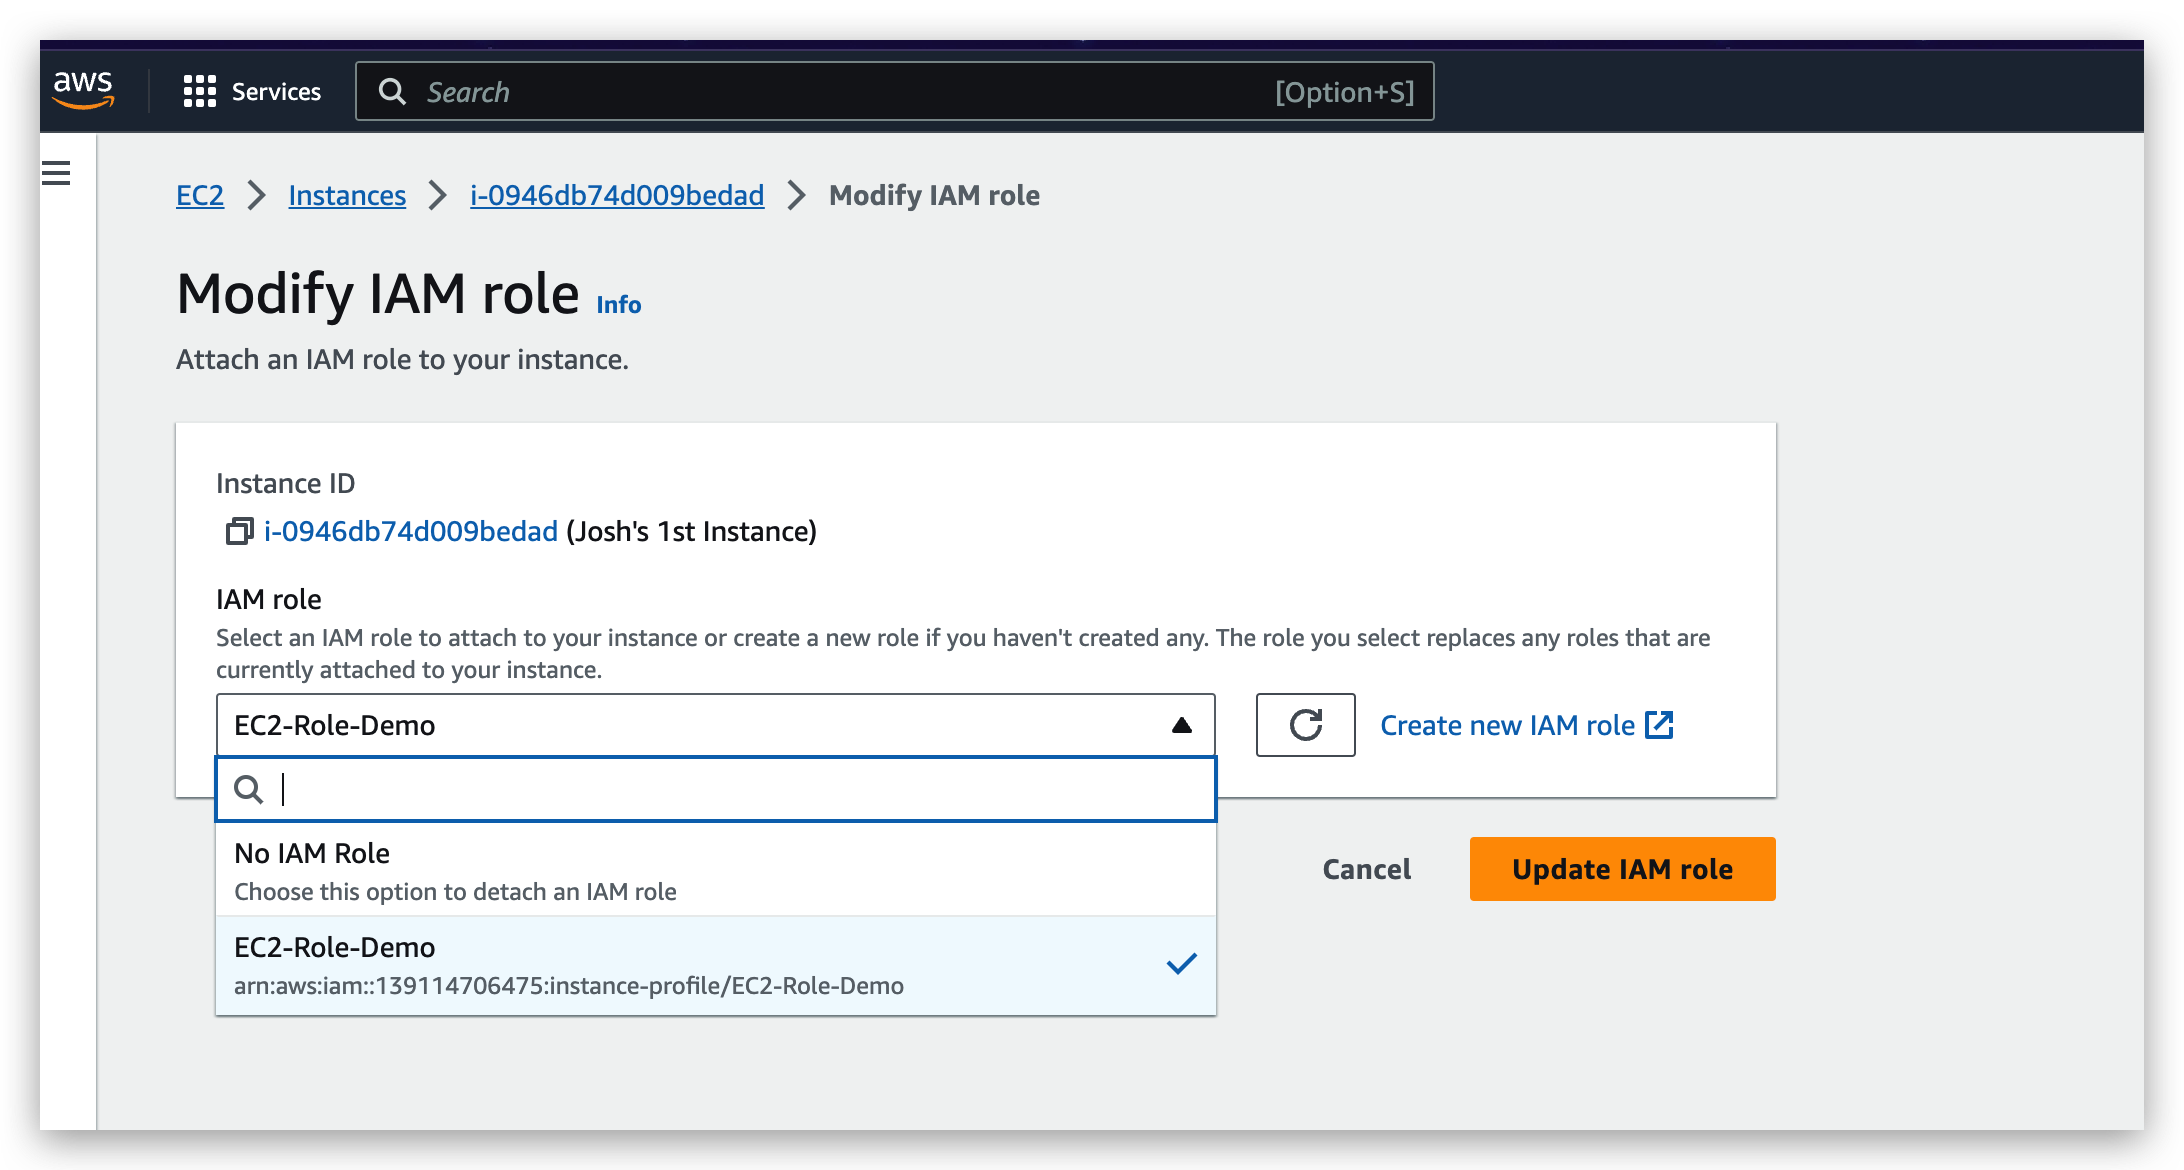 aws
Services
Search
[Option+S]
EC2 > Instances > i-0946db74d009bedad > Modify IAM role
Modify IAM role Info
Attach an IAM role to your instance.
Instance ID
i-0946db74d009bedad (Josh's 1st Instance)
IAM role
Select an IAM role to attach to your instance or create a new role if you haven't created any. The role you select replaces any roles that are
currently attached to your instance.
EC2-Role-Demo
Create new IAM role
No IAM Role
Choose this option to detach an IAM role
EC2-Role-Demo
arn:aws:iam::139114706475:instance-profile/EC2-Role-Demo
Cancel
Update IAM role